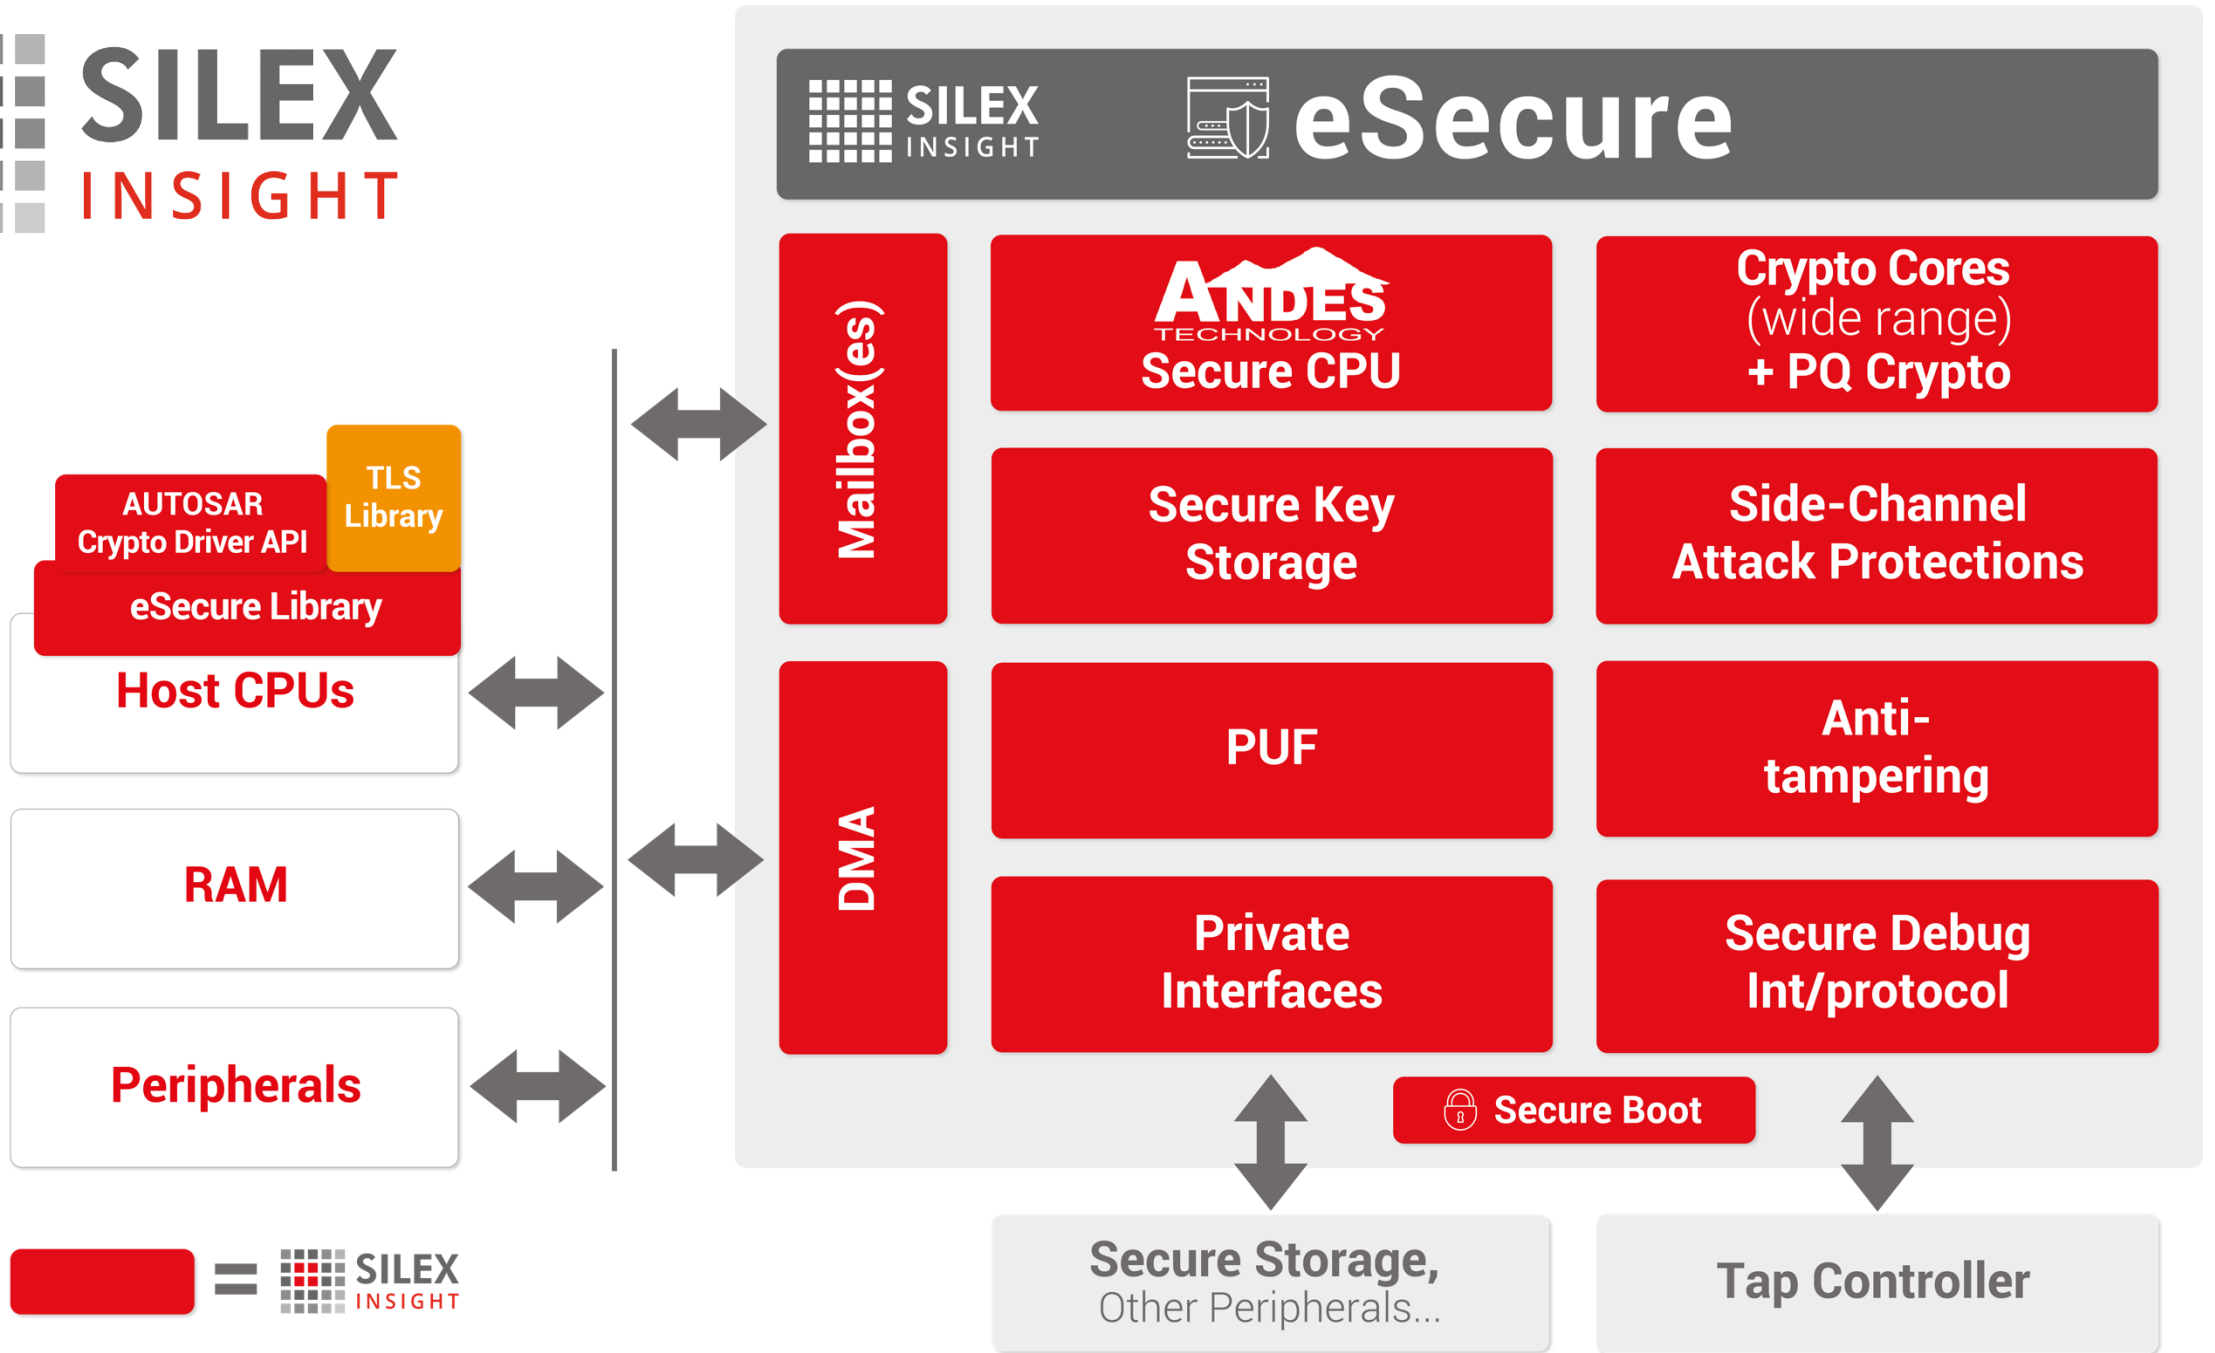 SILEX
INSIGHT
SILEX
INSIGHT
eSecure
Mailbox(es)
DMA
ANDES
TECHNOLOGY
Secure CPU
Crypto Cores
(wide range)
+ PQ Crypto
Secure Key
Storage
Side-Channel
Attack Protections
PUF
Anti-
tampering
Private
Interfaces
Secure Debug
Int/protocol
Secure Boot
TLS
Library
AUTOSAR
Crypto Driver API
eSecure Library
Host CPUs
RAM
Peripherals
Secure Storage,
Other Peripherals...
Tap Controller
=
SILEX
INSIGHT